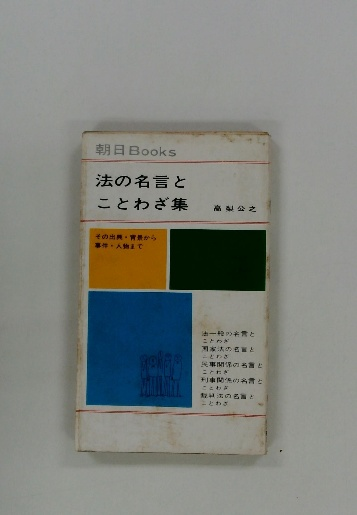 朝日Books
法の名言と
ことわざ集
高梨公之
その出典・背景から
事件・人物まで
法一般の名言と
ことわざ
国家法の名言と
ことわざ
民事関係の名言と
ことわざ
刑事関係の名言と
ことわざ
の名言と
ことわざ